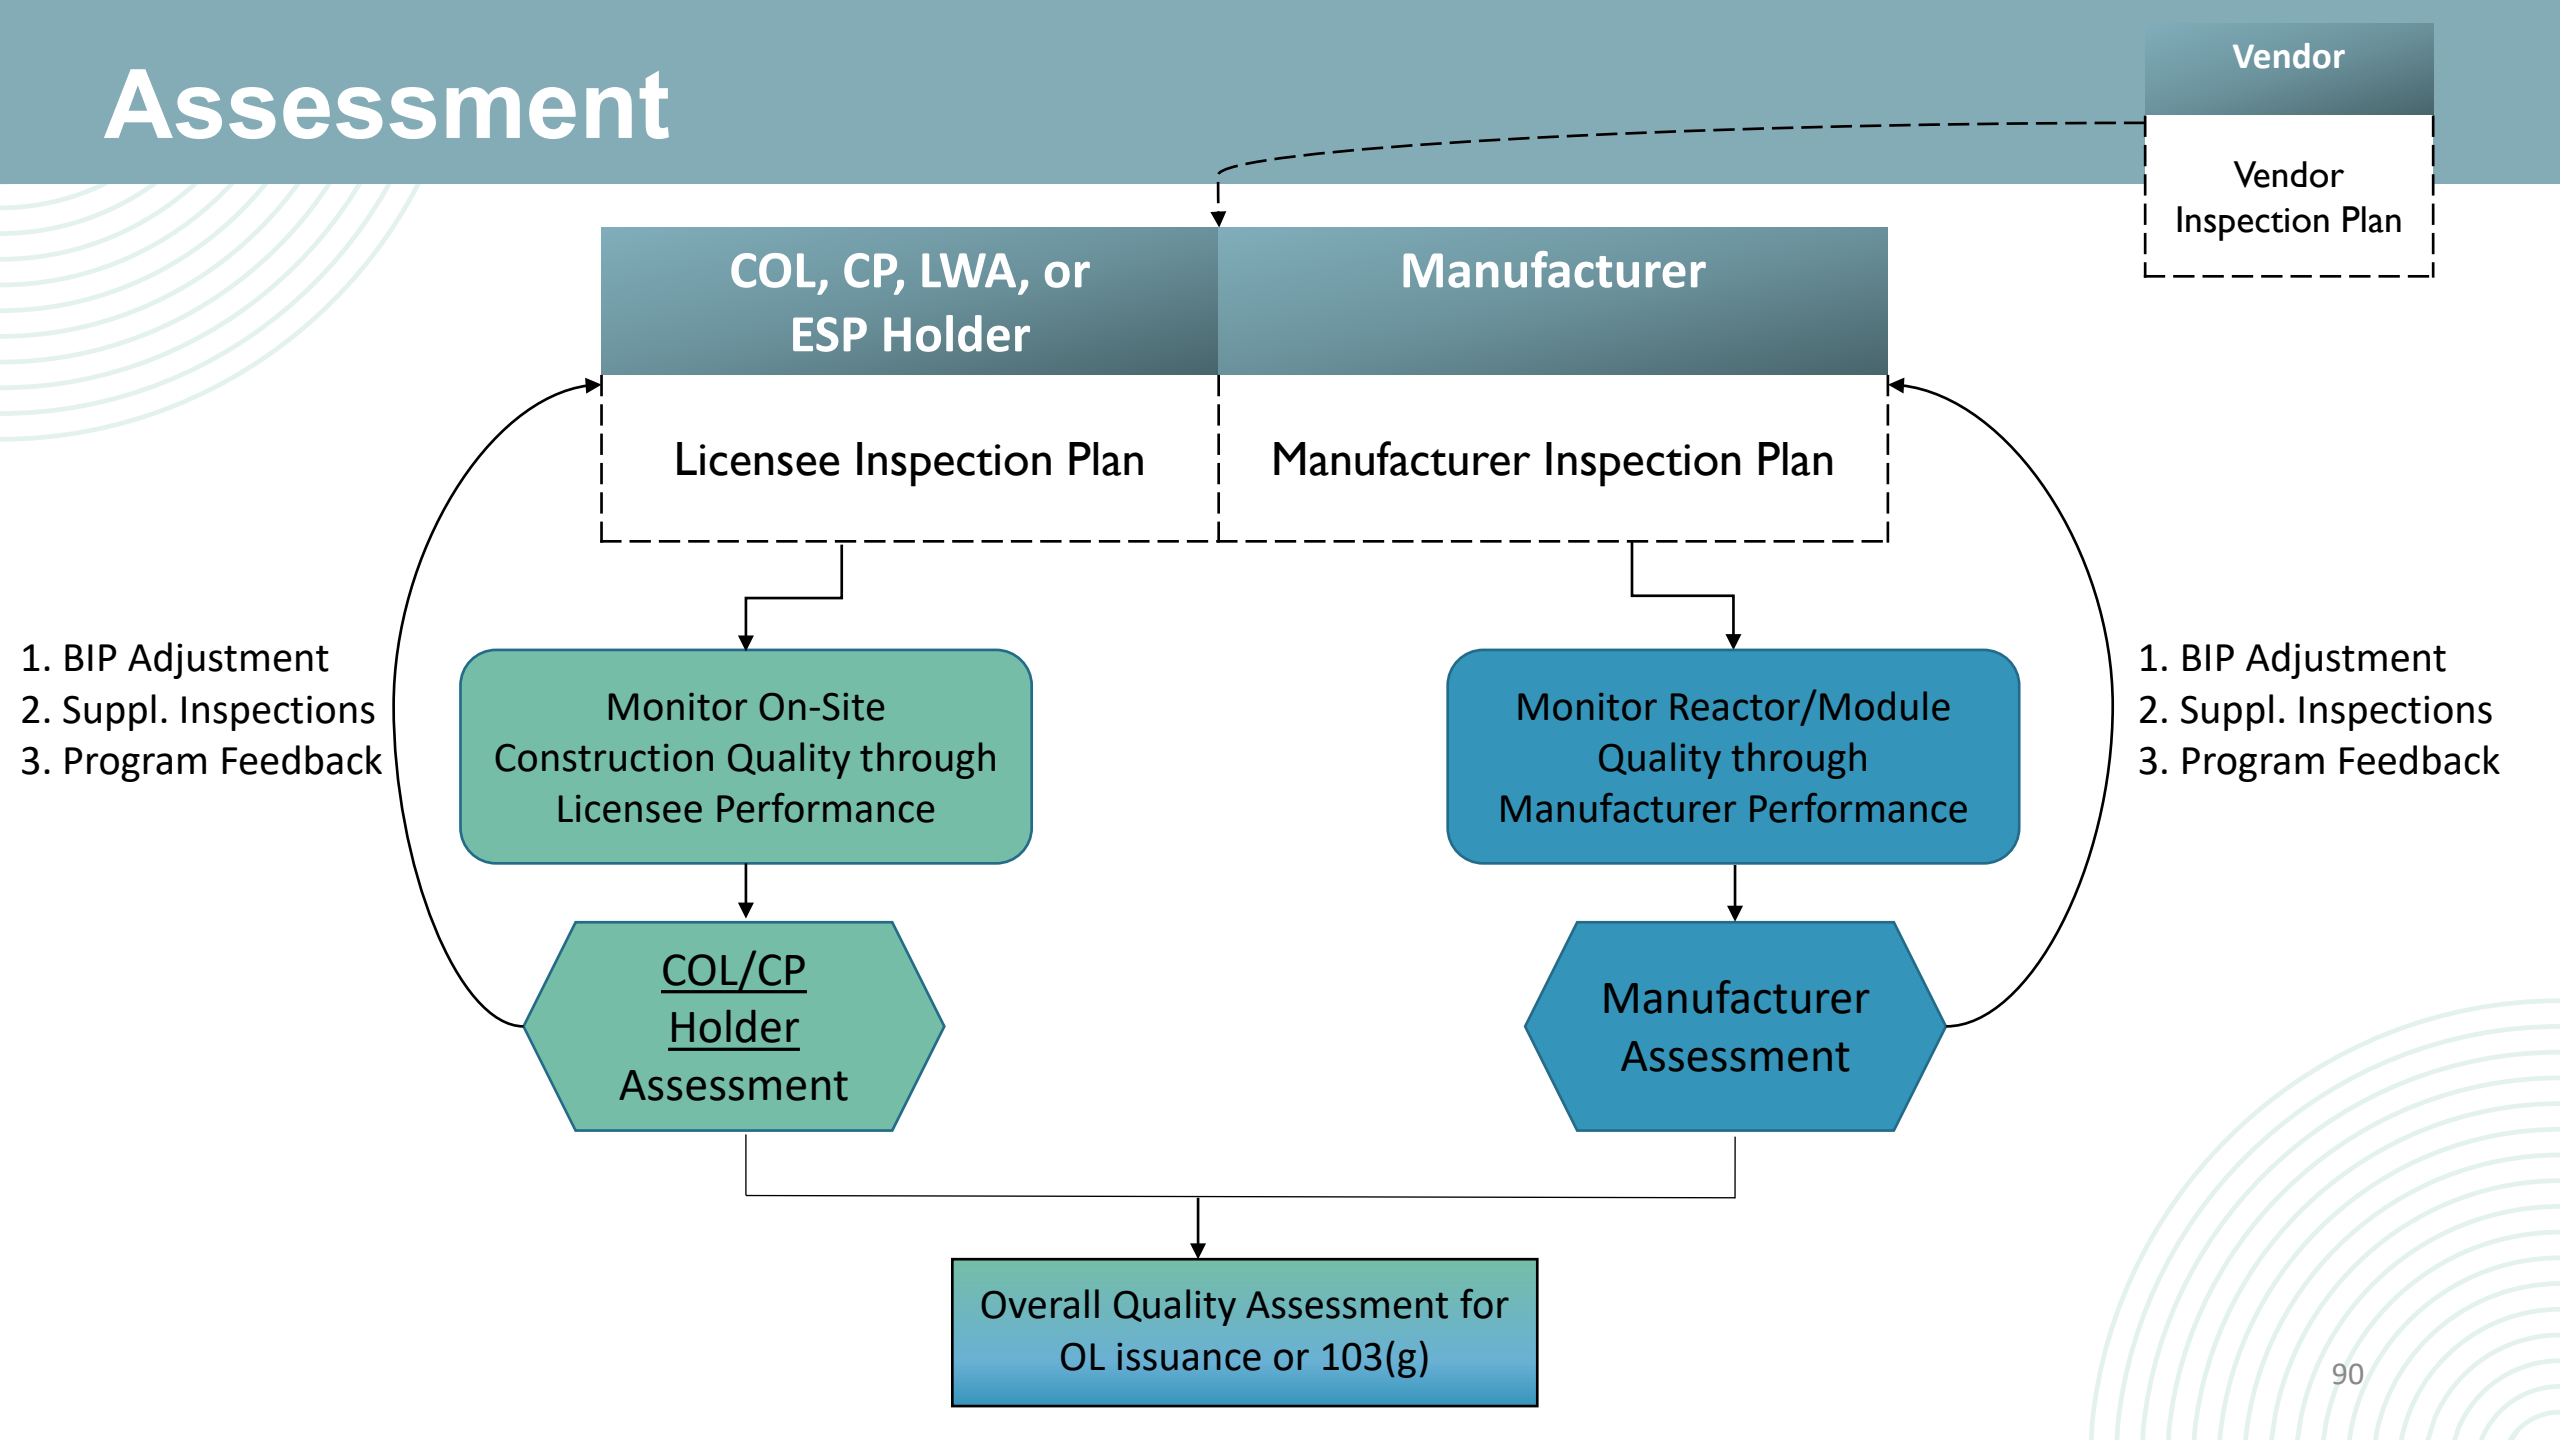 Assessment
Vendor
Vendor
Inspection Plan
COL, CP, LWA, or
ESP Holder
Manufacturer
Licensee Inspection Plan
Manufacturer Inspection Plan
1. BIP Adjustment
2. Suppl. Inspections
3. Program Feedback
Monitor On-Site
Construction Quality through
Licensee Performance
Monitor Reactor/Module
Quality through
Manufacturer Performance
1. BIP Adjustment
2. Suppl. Inspections
3. Program Feedback
COL/CP
Holder
Assessment
Manufacturer
Assessment
Overall Quality Assessment for
OL issuance or 103(g)
90